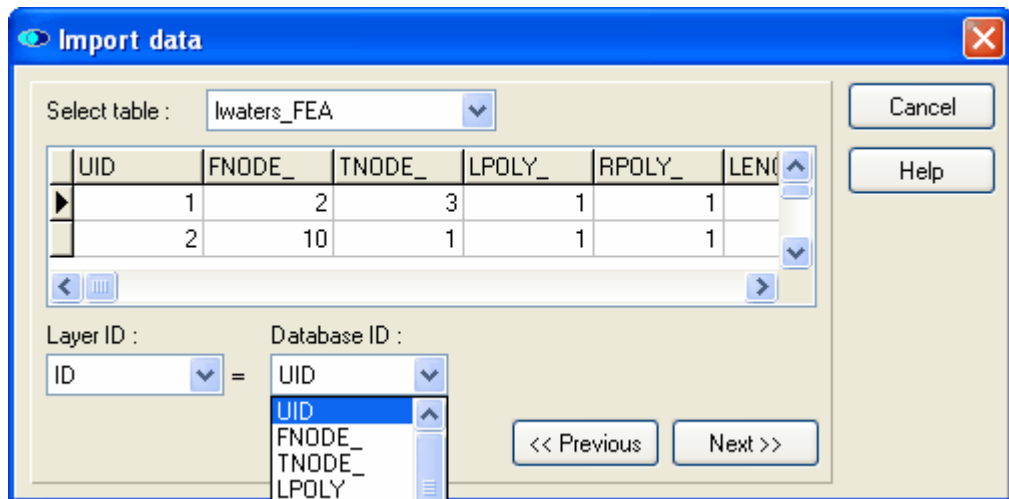 Import data
Select table : lwaters_FEA Cancel
UID FNODE_ TNODE_ LPOLY_ RPOLY_ LENG Help
1 2 3 1 1
2 10 1 1 1
Layer ID : Database ID :
ID = UID
UID
FNODE_
TNODE_
LPOLY
<< Previous Next >>